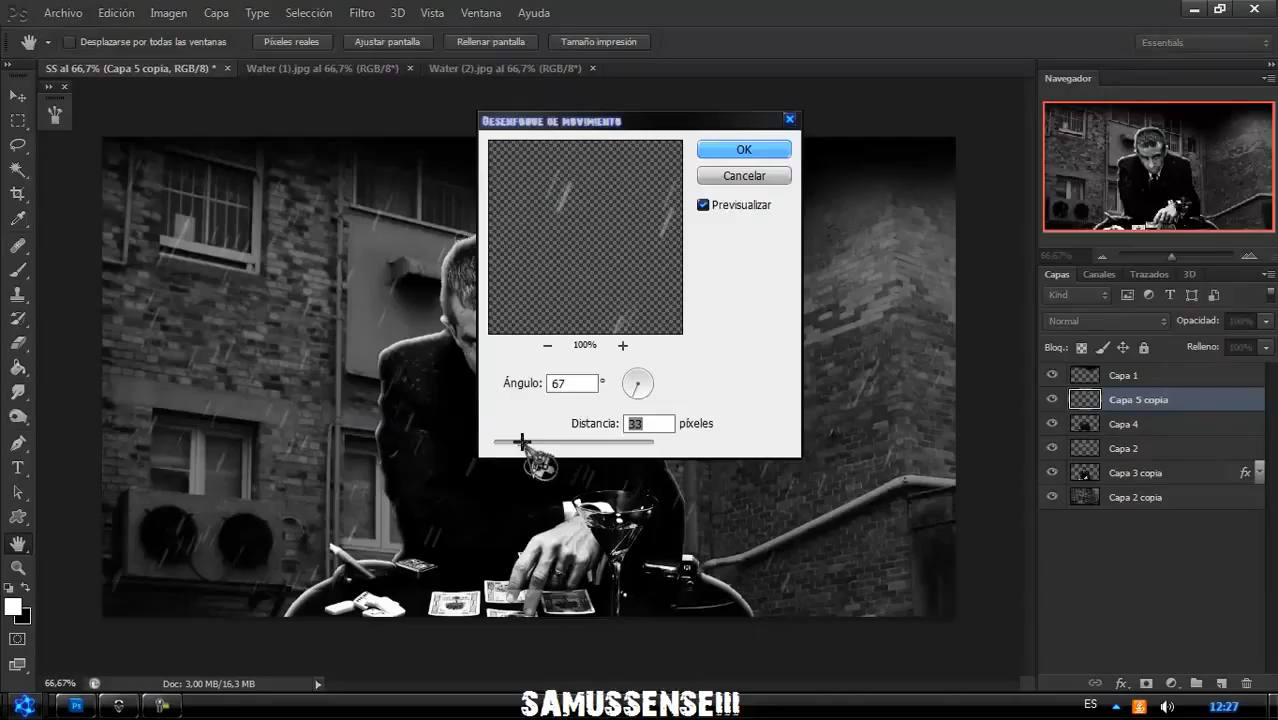 Ps Archivo Edición Imagen Capa Type Selección Filtro 3D Vista Ventana Ayuda
Desplazarse por todas las ventanas Píxeles reales Ajustar pantalla Rellenar pantalla Tamaño impresión Essentials
SS al 66,7% (Capa 5 copia, RGB/8) * Water (1).jpg al 66,7% (RGB/8*) Water (2).jpg al 66,7% (RGB/8*)
Navegador
Desenfoque de movimiento
OK
Cancelar
Previsualizar
100%
Ángulo: 67 °
Distancia: 33 píxeles
66,67%
Capas Canales Trazados 3D
Kind
Normal Opacidad: 100%
Bloq.: Relleno: 100%
Capa 1
Capa 5 copia
Capa 4
Capa 2
Capa 3 copia fx
Capa 2 copia
66,67% Doc: 3,00 MB/16,3 MB
fx
Ps SAMUSSENSE!!! ES 12:27